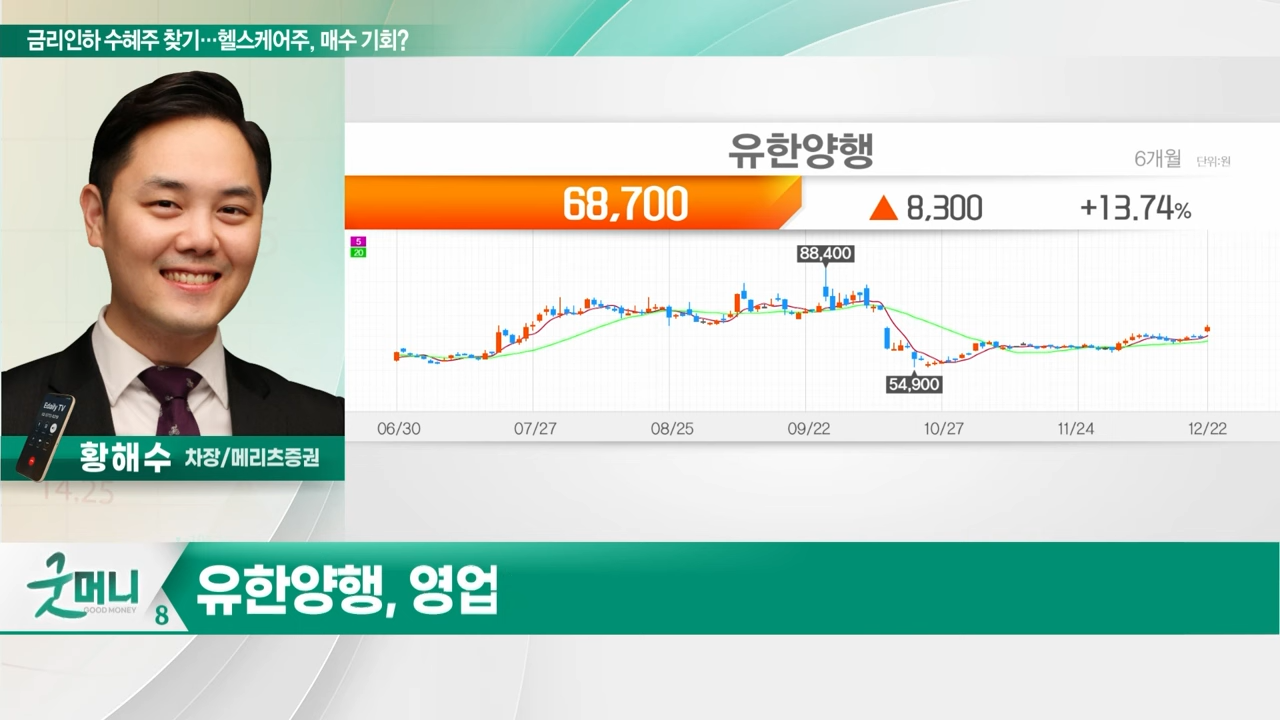 금리인하 수혜주 찾기…헬스케어주, 매수 기회?
유한양행
6개월 단위:원
68,700 ▲ 8,300 +13.74%
5
20
88,400
54,900
06/30 07/27 08/25 09/22 10/27 11/24 12/22
Edaily TV
황해수 차장/메리츠증권
14.25
굿머니
GOOD MONEY
8
유한양행, 영업